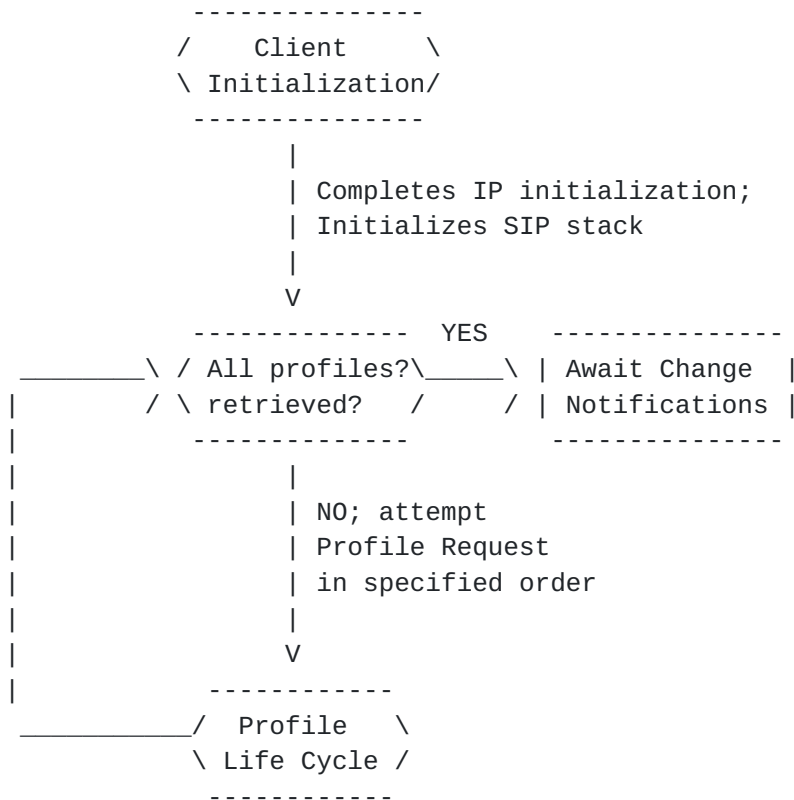 Client
Initialization
Completes IP initialization;
Initializes SIP stack
YES
All profiles?
retrieved?
Await Change
Notifications
NO; attempt
Profile Request
in specified order
V
Profile
Life Cycle